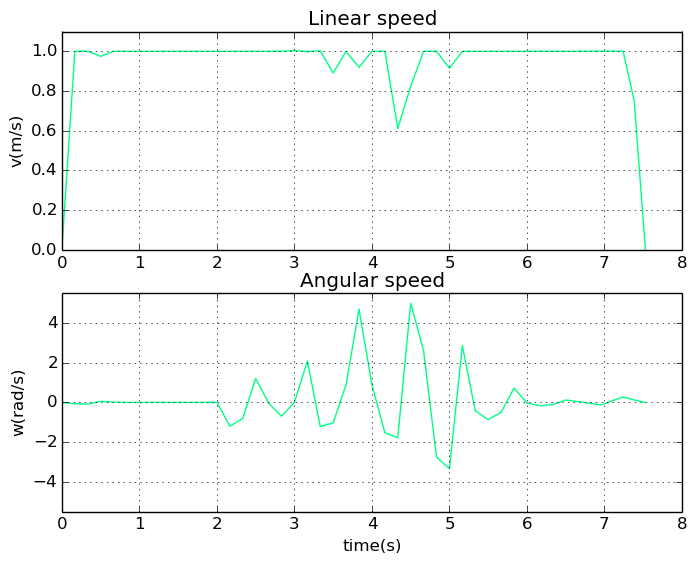 Linear speed
1.0
0.8
0.6
0.4
0.2
0.0
v(m/s)
0 1 2 3 4 5 6 7 8
Angular speed
4
2
0
−2
−4
w(rad/s)
0 1 2 3 4 5 6 7 8
time(s)